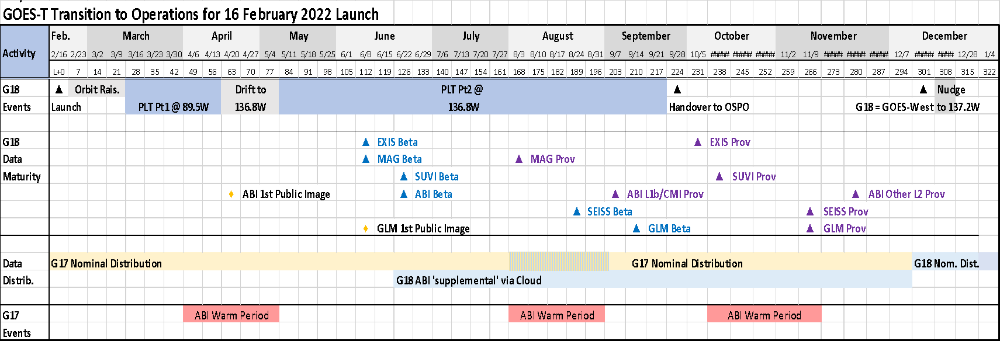 GOES-T Transition to Operations for 16 February 2022 Launch
Activity Feb. March April May June July August September October November December
2/16 2/23 3/2 3/9 3/16 3/23 3/30 4/6 4/13 4/20 4/27 5/4 5/11 5/18 5/25 6/1 6/8 6/15 6/22 6/29 7/6 7/13 7/20 7/27 8/3 8/10 8/17 8/24 8/31 9/7 9/14 9/21 9/28 10/5 ##### ##### ##### 11/2 11/9 ##### ##### ##### 12/7 ##### #### 12/28 1/4
L+0 7 14 21 28 35 42 49 56 63 70 77 84 91 98 105 112 119 126 133 140 147 154 161 168 175 182 189 196 203 210 217 224 231 238 245 252 259 266 273 280 287 294 301 308 315 322
G18 Orbit Rais. Drift to PLT Pt2 @ Nudge
Events Launch PLT Pt1 @ 89.5W 136.8W 136.8W Handover to OSPO G18 = GOES-West to 137.2W
G18 EXIS Beta EXIS Prov
Data MAG Beta MAG Prov
Maturity SUVI Beta SUVI Prov
ABI 1st Public Image ABI Beta ABI L1b/CMI Prov ABI Other L2 Prov
SEISS Beta SEISS Prov
GLM 1st Public Image GLM Beta GLM Prov
Data G17 Nominal Distribution G17 Nominal Distribution G18 Nom. Dist.
Distrib. G18 ABI 'supplemental' via Cloud
G17 ABI Warm Period ABI Warm Period ABI Warm Period
Events